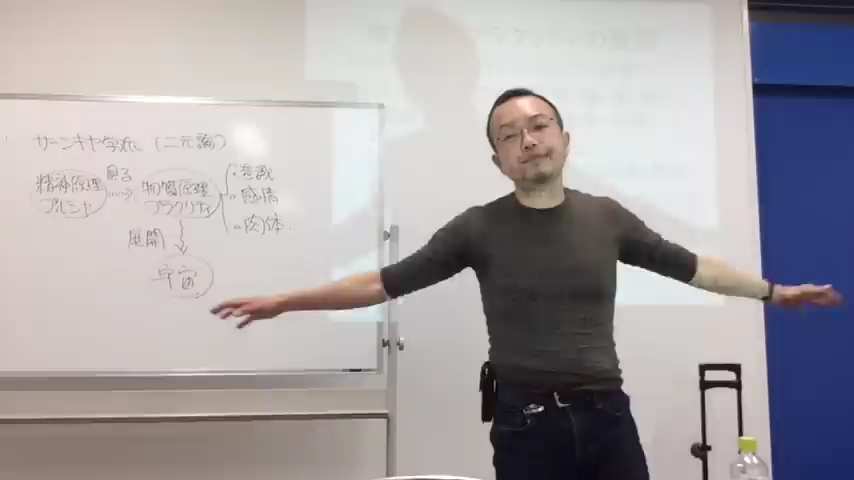 サーンキヤ学派 (二元論)
精神原理 見る 物質原理 ・意識
プルシャ プラクリティ ・感情
・肉体
展開
宇宙